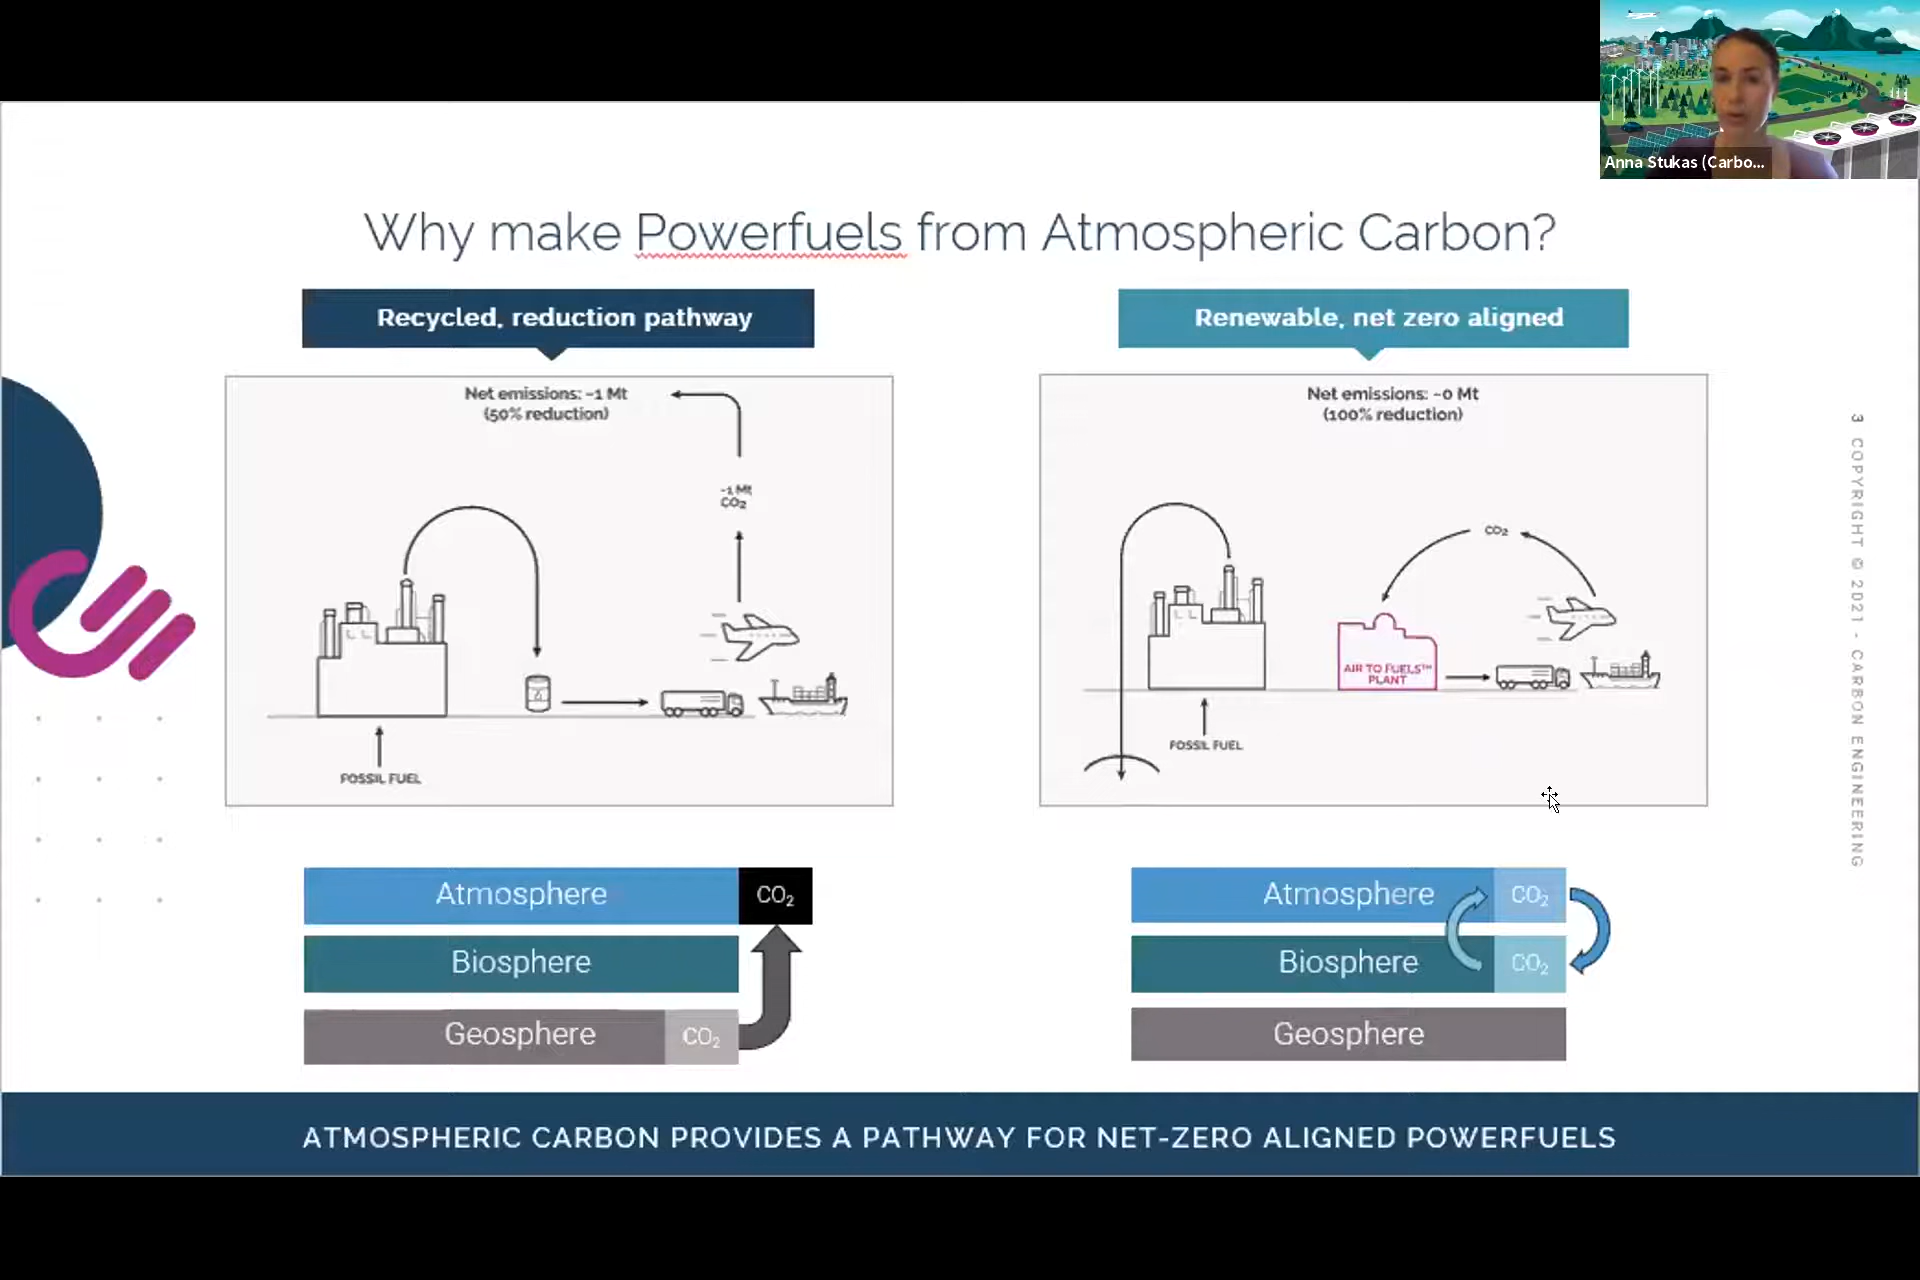 Anna Stukas (Carbo...
Why make Powerfuels from Atmospheric Carbon?
Recycled, reduction pathway
Net emissions: ~1 Mt
(50% reduction)
~1 Mt
CO2
FOSSIL FUEL
Renewable, net zero aligned
Net emissions: ~0 Mt
(100% reduction)
CO2
AIR TO FUELS™
PLANT
FOSSIL FUEL
Atmosphere CO₂
Biosphere
Geosphere CO₂
Atmosphere CO₂
Biosphere CO₂
Geosphere
3 COPYRIGHT © 2021 - CARBON ENGINEERING
ATMOSPHERIC CARBON PROVIDES A PATHWAY FOR NET-ZERO ALIGNED POWERFUELS